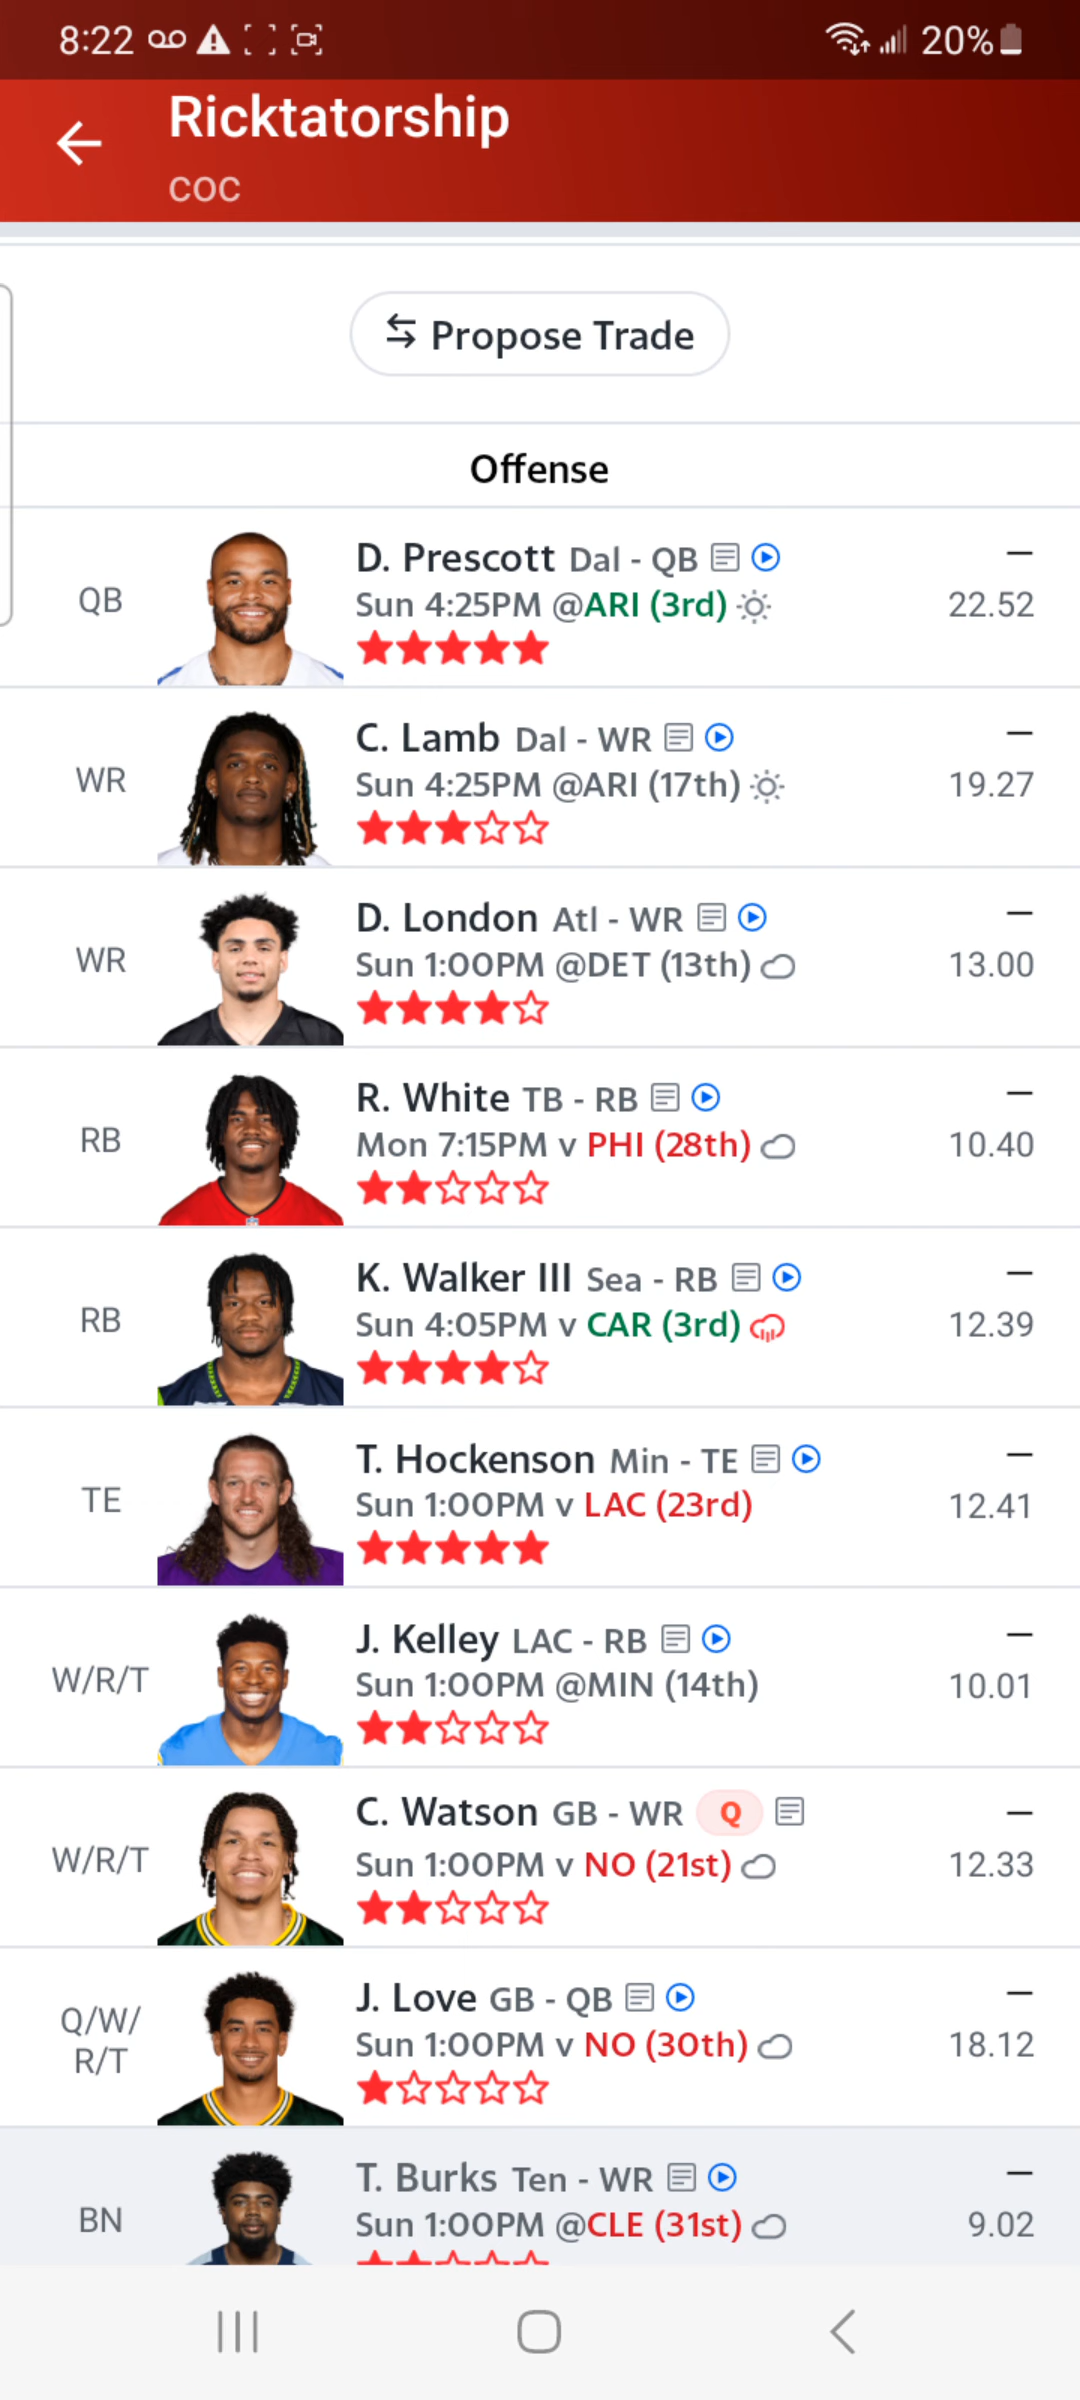 8:22 20%
Ricktatorship
COC
Propose Trade
Offense
QB D. Prescott Dal - QB –
Sun 4:25PM @ARI (3rd) 22.52
WR C. Lamb Dal - WR –
Sun 4:25PM @ARI (17th) 19.27
WR D. London Atl - WR –
Sun 1:00PM @DET (13th) 13.00
RB R. White TB - RB –
Mon 7:15PM v PHI (28th) 10.40
RB K. Walker III Sea - RB –
Sun 4:05PM v CAR (3rd) 12.39
TE T. Hockenson Min - TE –
Sun 1:00PM v LAC (23rd) 12.41
W/R/T J. Kelley LAC - RB –
Sun 1:00PM @MIN (14th) 10.01
W/R/T C. Watson GB - WR Q –
Sun 1:00PM v NO (21st) 12.33
Q/W/
R/T J. Love GB - QB –
Sun 1:00PM v NO (30th) 18.12
BN T. Burks Ten - WR –
Sun 1:00PM @CLE (31st) 9.02